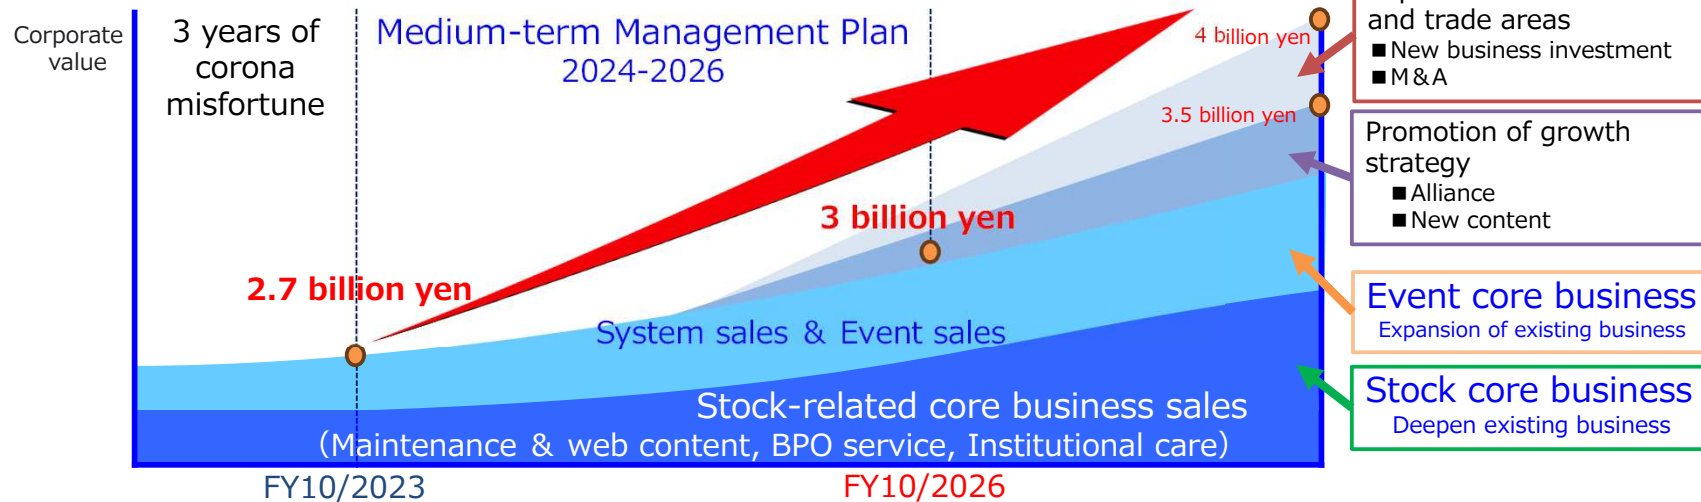 Corporate
value
3 years of
corona
misfortune
Medium-term Management Plan
2024-2026
4 billion yen
3.5 billion yen
3 billion yen
2.7 billion yen
System sales & Event sales
Stock-related core business sales
(Maintenance & web content, BPO service, Institutional care)
FY10/2023
FY10/2026
and trade areas
■New business investment
■M&A
Promotion of growth
strategy
■Alliance
■New content
Event core business
Expansion of existing business
Stock core business
Deepen existing business